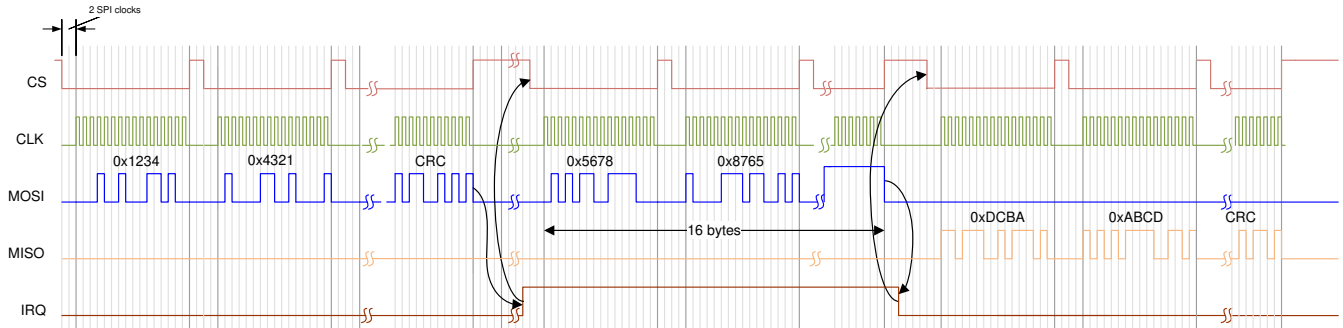 2 SPI clocks
CS
CLK
0x1234 0x4321 CRC 0x5678 0x8765
MOSI
16 bytes
0xDCBA 0xABCD CRC
MISO
IRQ